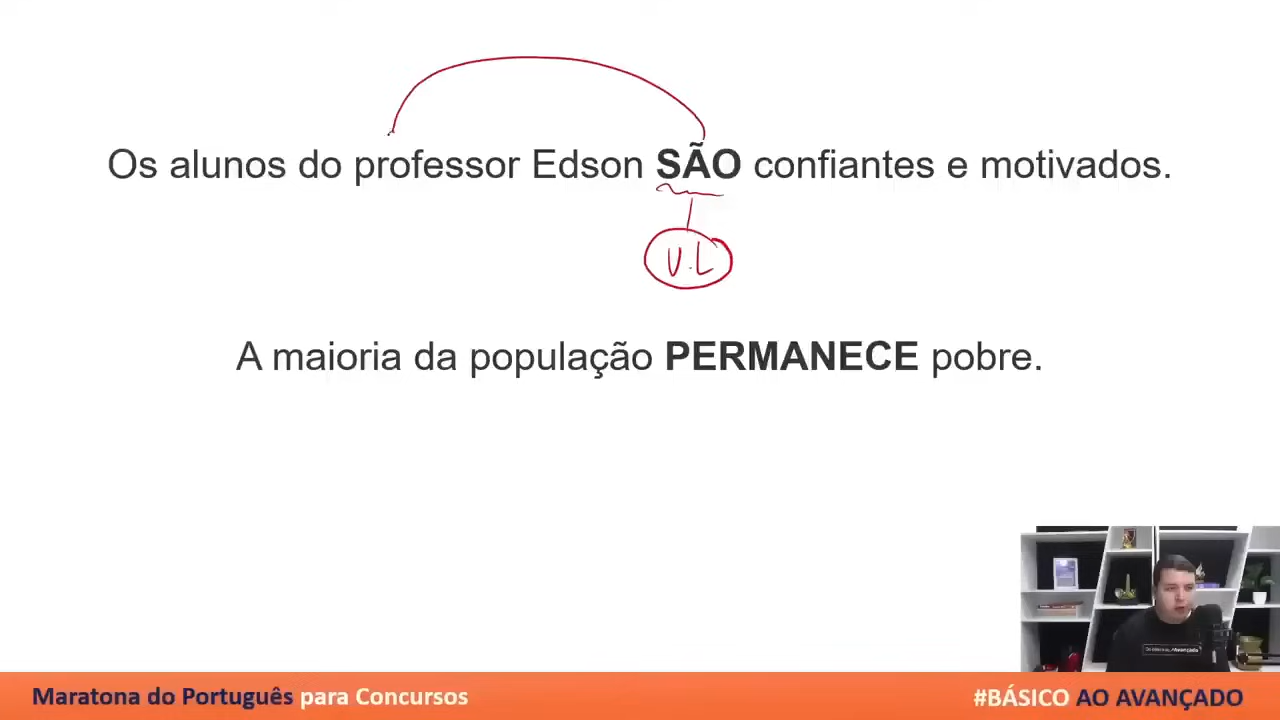 Os alunos do professor Edson SÃO confiantes e motivados.
V.L
A maioria da população PERMANECE pobre.
Maratona do Português para Concursos
#BÁSICO AO AVANÇADO